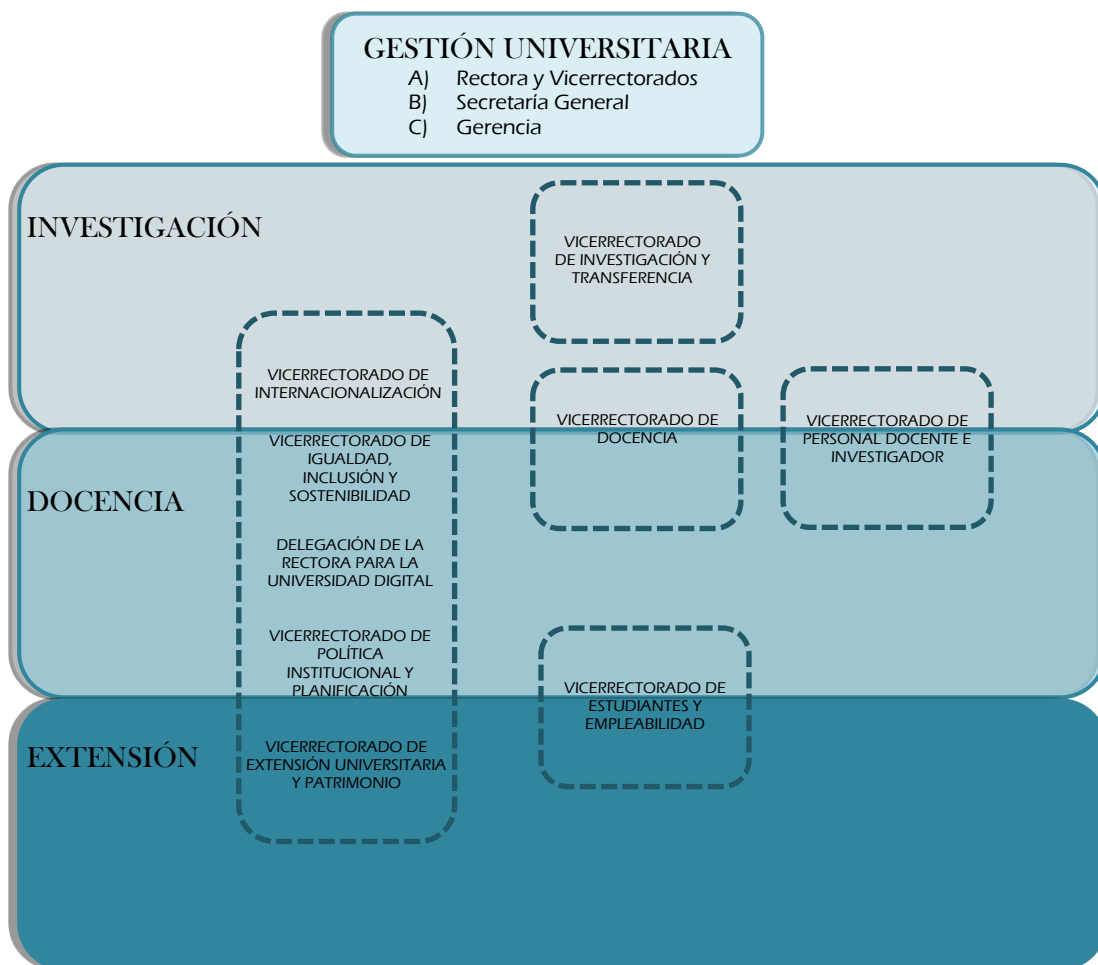 GESTIÓN UNIVERSITARIA
A) Rectora y Vicerrectorados
B) Secretaría General
C) Gerencia
INVESTIGACIÓN
VICERRECTORADO
DE INVESTIGACIÓN Y
TRANSFERENCIA
VICERRECTORADO DE
INTERNACIONALIZACIÓN
VICERRECTORADO DE
IGUALDAD,
INCLUSIÓN Y
SOSTENIBILIDAD
DELEGACIÓN DE LA
RECTORA PARA LA
UNIVERSIDAD DIGITAL
VICERRECTORADO DE
POLÍTICA
INSTITUCIONAL Y
PLANIFICACIÓN
VICERRECTORADO DE
EXTENSIÓN UNIVERSITARIA
Y PATRIMONIO
VICERRECTORADO DE
DOCENCIA
VICERRECTORADO DE
PERSONAL DOCENTE E
INVESTIGADOR
DOCENCIA
VICERRECTORADO DE
ESTUDIANTES Y
EMPLEABILIDAD
EXTENSIÓN